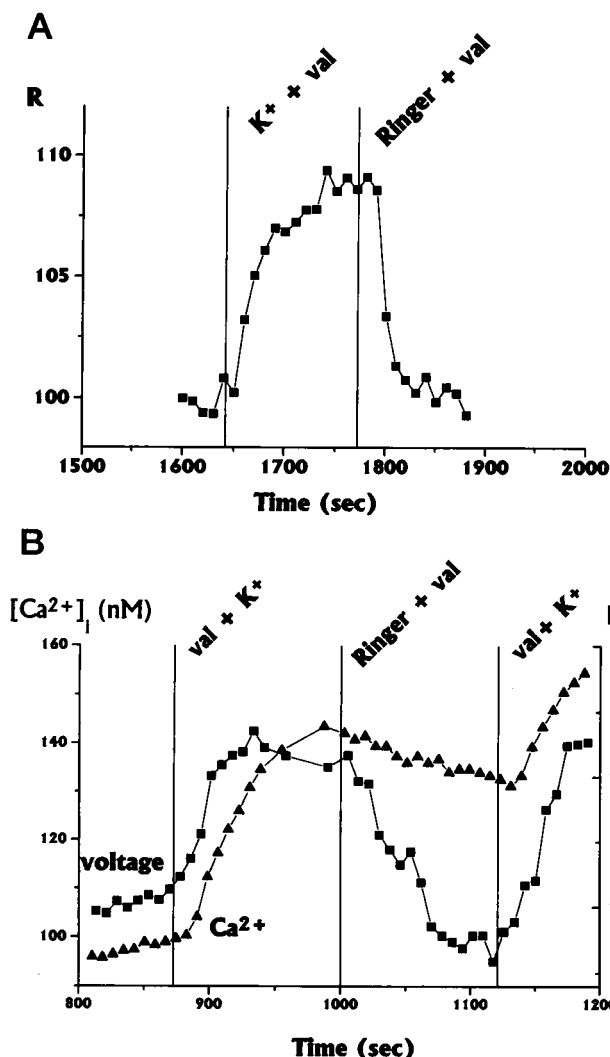 A
R
K⁺ + val
Ringer + val
110
105
100
1500 1600 1700 1800 1900 2000
Time (sec)
B
[Ca²⁺]i (nM)
val + K⁺
Ringer + val
val + K⁺
160
140
120
100
voltage
Ca²⁺
800 900 1000 1100 1200
Time (sec)